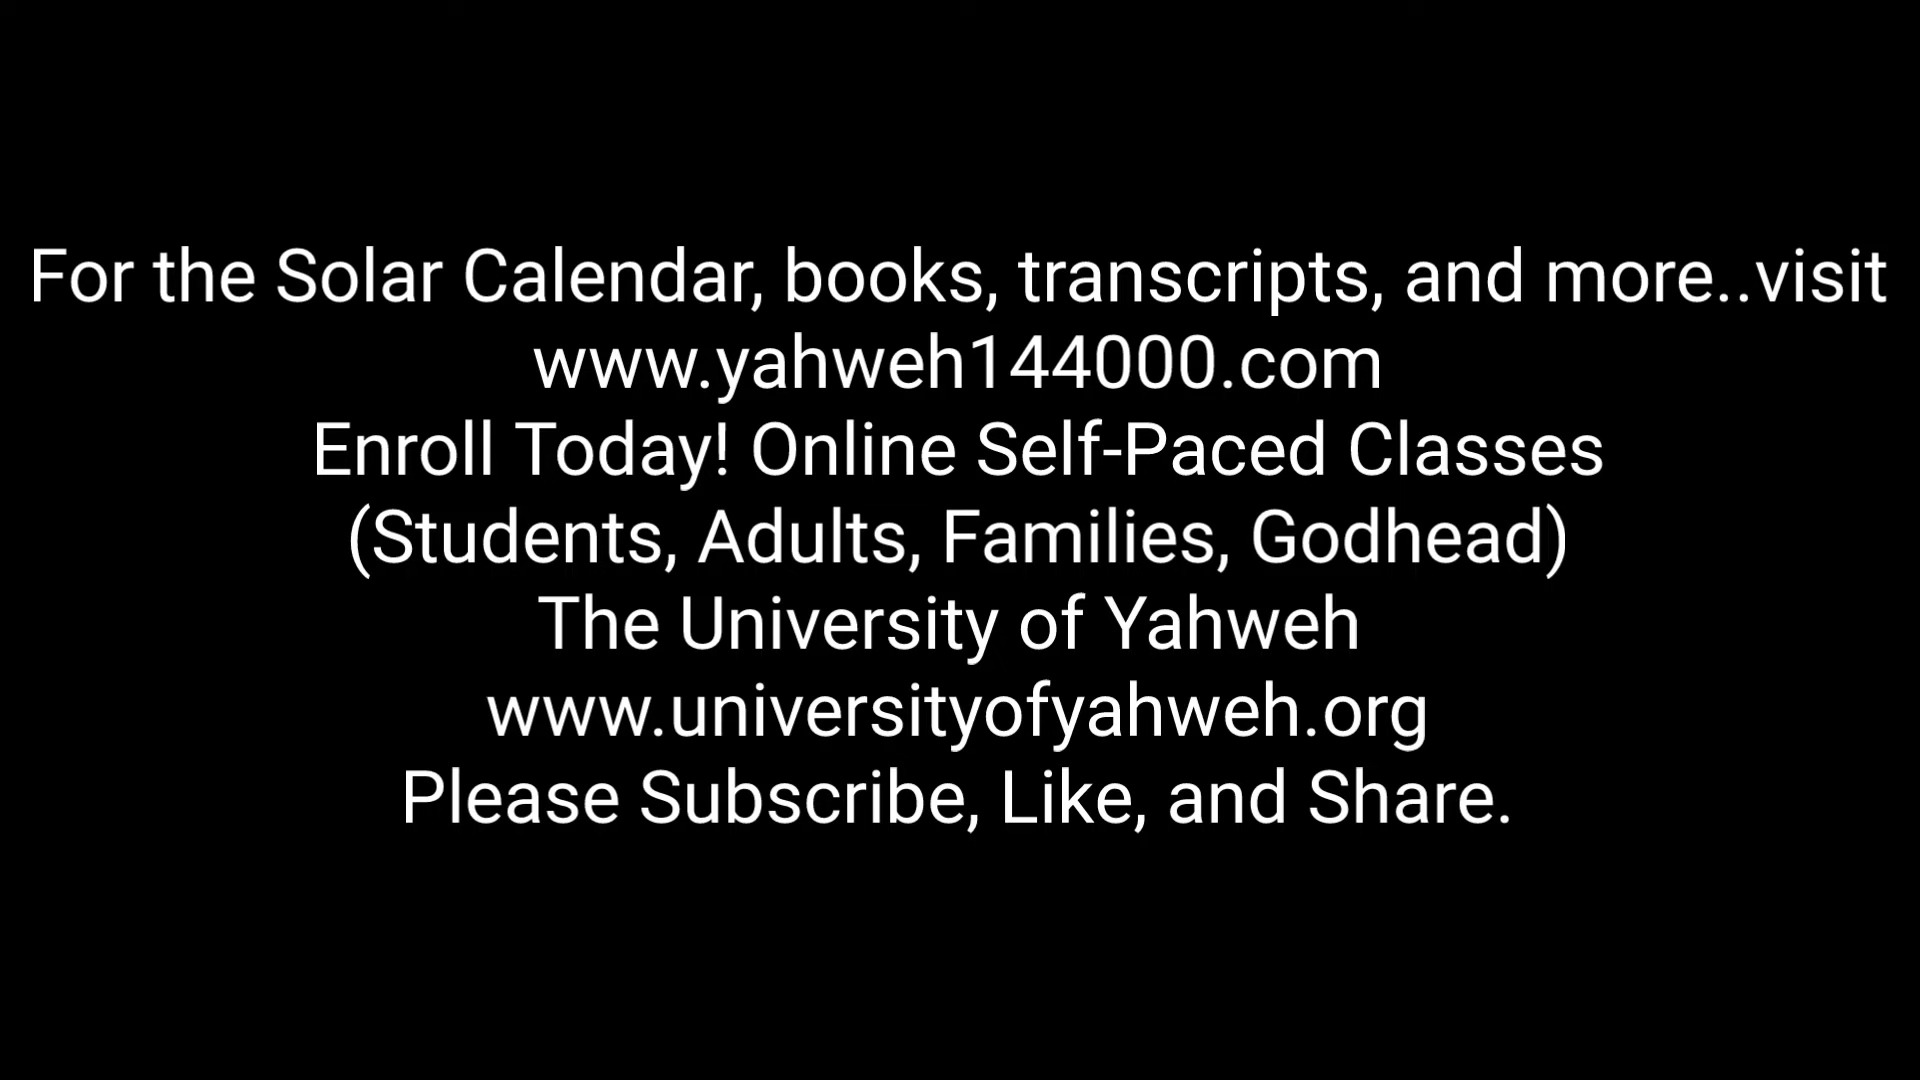 For the Solar Calendar, books, transcripts, and more..visit
www.yahweh144000.com
Enroll Today! Online Self-Paced Classes
(Students, Adults, Families, Godhead)
The University of Yahweh
www.universityofyahweh.org
Please Subscribe, Like, and Share.